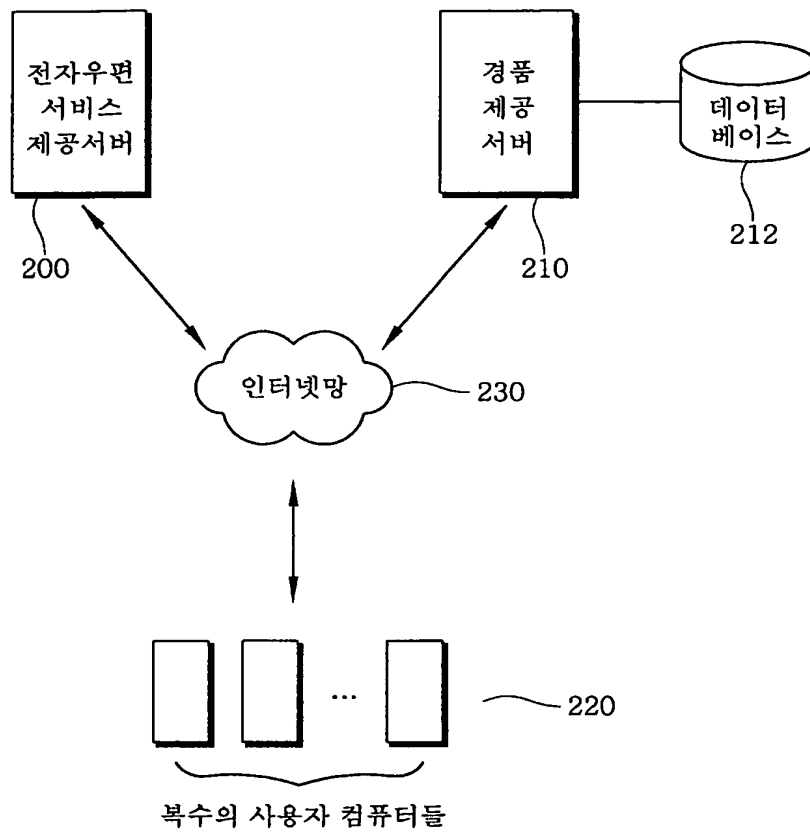 전자우편
서비스
제공서버
200
경품
제공
서버
210
데이터
베이스
212
인터넷망
230
...
220
복수의 사용자 컴퓨터들